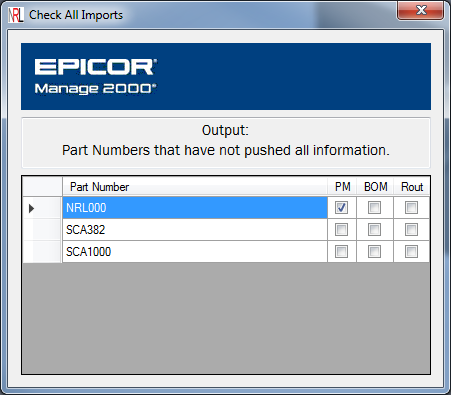 NRL Check All Imports
EPICOR®
Manage 2000®
Output:
Part Numbers that have not pushed all information.
Part Number PM BOM Rout
NRL000
SCA382
SCA1000